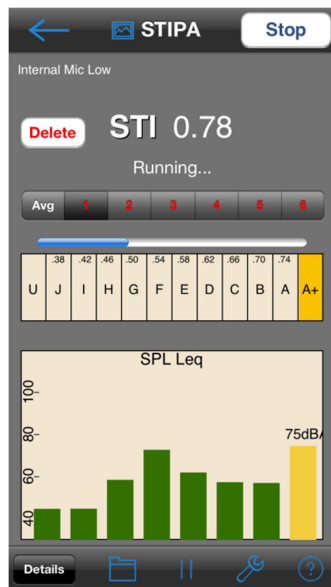 STIPA Stop
Internal Mic Low
Delete STI 0.78
Running...
Avg 1 2 3 4 5 6
.38 .42 .46 .50 .54 .58 .62 .66 .70 .74
U J I H G F E D C B A A+
SPL Leq
100
80
75dBA
60
40
Details ?